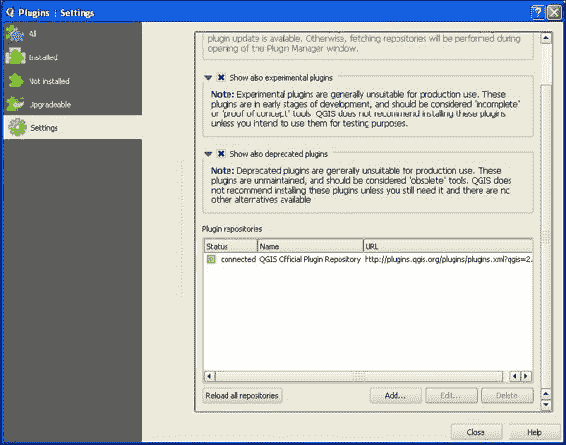 Plugins | Settings
All
Installed
Not installed
Upgradeable
Settings
plugin update is available. Otherwise, fetching repositories will be performed during
opening of the Plugin Manager window.
Show also experimental plugins
Note: Experimental plugins are generally unsuitable for production use. These
plugins are in early stages of development, and should be considered 'incomplete'
or 'proof of concept' tools. QGIS does not recommend installing these plugins
unless you intend to use them for testing purposes.
Show also deprecated plugins
Note: Deprecated plugins are generally unsuitable for production use. These
plugins are unmaintained, and should be considered 'obsolete' tools. QGIS does
not recommend installing these plugins unless you still need it and there are no
other alternatives available
Plugin repositories
Status Name URL
connected QGIS Official Plugin Repository http://plugins.qgis.org/plugins/plugins.xml?qgis=2.
Reload all repositories Add... Edit... Delete
Close Help